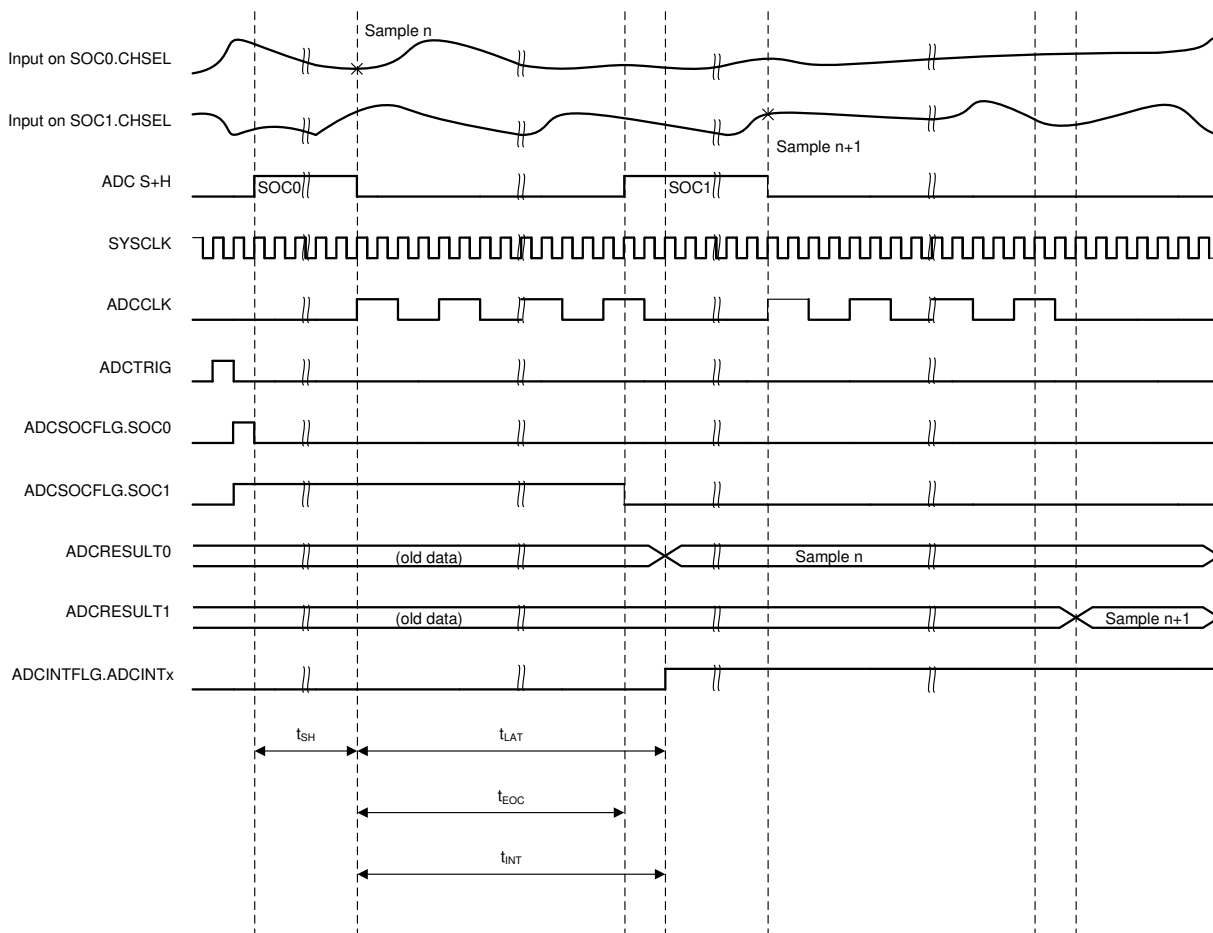 Sample n
Input on SOC0.CHSEL
Input on SOC1.CHSEL
Sample n+1
ADC S+H
SOC0
SOC1
SYSCLK
ADCCLK
ADCTRIG
ADCSOCFLG.SOC0
ADCSOCFLG.SOC1
ADCRESULT0
(old data)
Sample n
ADCRESULT1
(old data)
Sample n+1
ADCINTFLG.ADCINTx
tSH
tLAT
tEOC
tINT